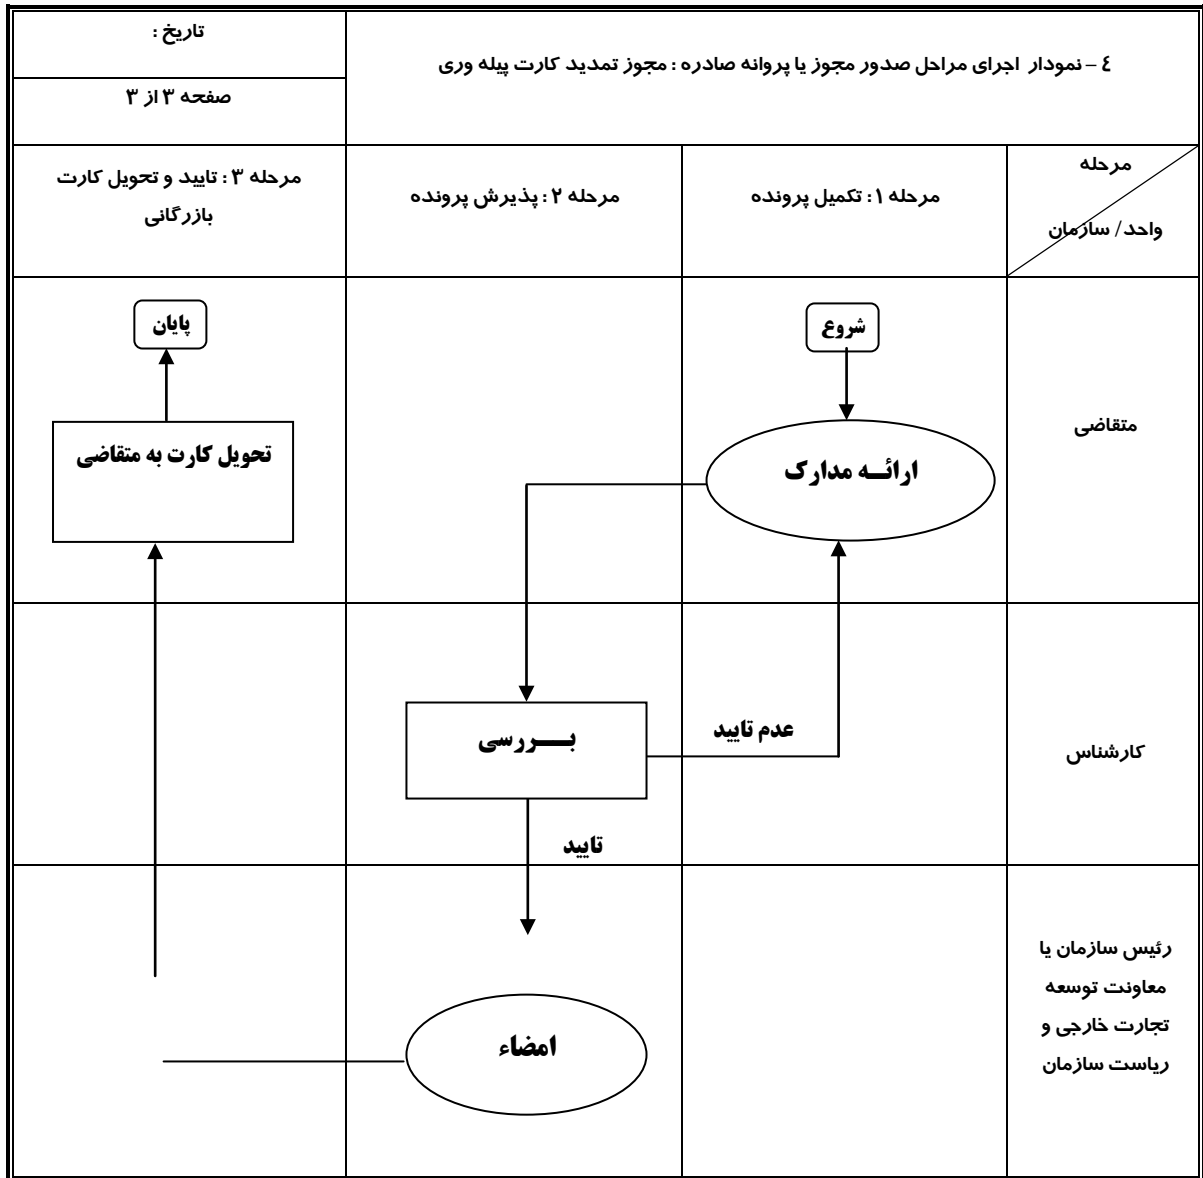 ٤ – نمودار اجرای مراحل صدور مجوز یا پروانه صادره : مجوز تمدید کارت پیله وری
تاریخ :
صفحه ۳ از ۳
مرحله
واحد/ سازمان
مرحله ۱: تکمیل پرونده
مرحله ۲ : پذیرش پرونده
مرحله ۳ : تایید و تحویل کارت
بازرگانی
متقاضی
شروع
ارائــه مدارک
پایان
تحویل کارت به متقاضی
کارشناس
عدم تایید
بـــــررسی
تایید
رئیس سازمان یا
معاونت توسعه
تجارت خارجی و
ریاست سازمان
امضاء